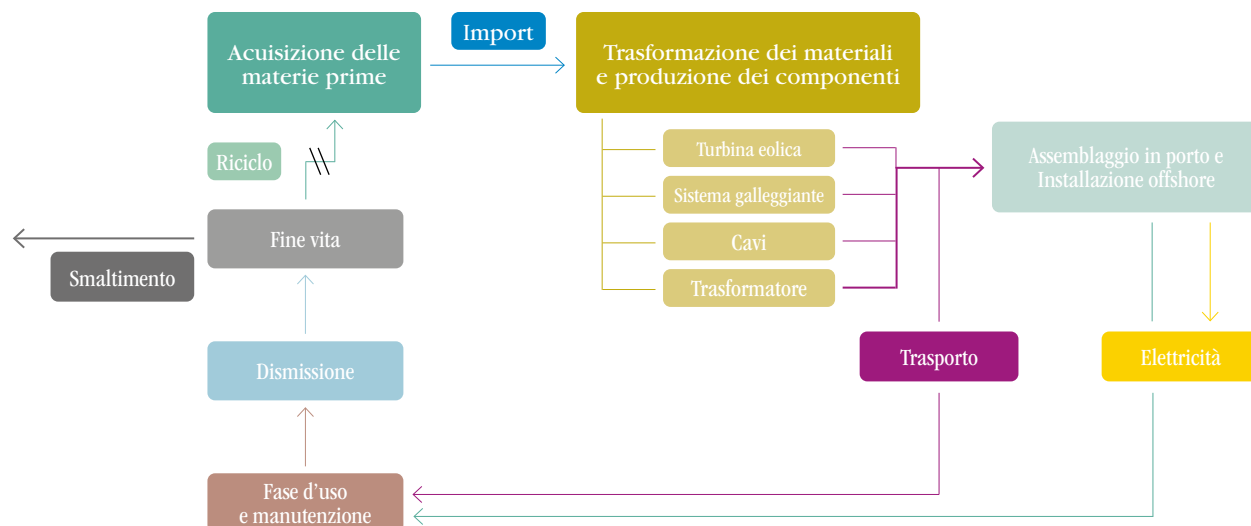 Import
Acuisizione delle
materie prime
Trasformazione dei materiali
e produzione dei componenti
Riciclo
Turbina eolica
Sistema galleggiante
Cavi
Trasformatore
Assemblaggio in porto e
Installazione offshore
Fine vita
Smaltimento
Dismissione
Trasporto
Elettricità
Fase d’uso
e manutenzione